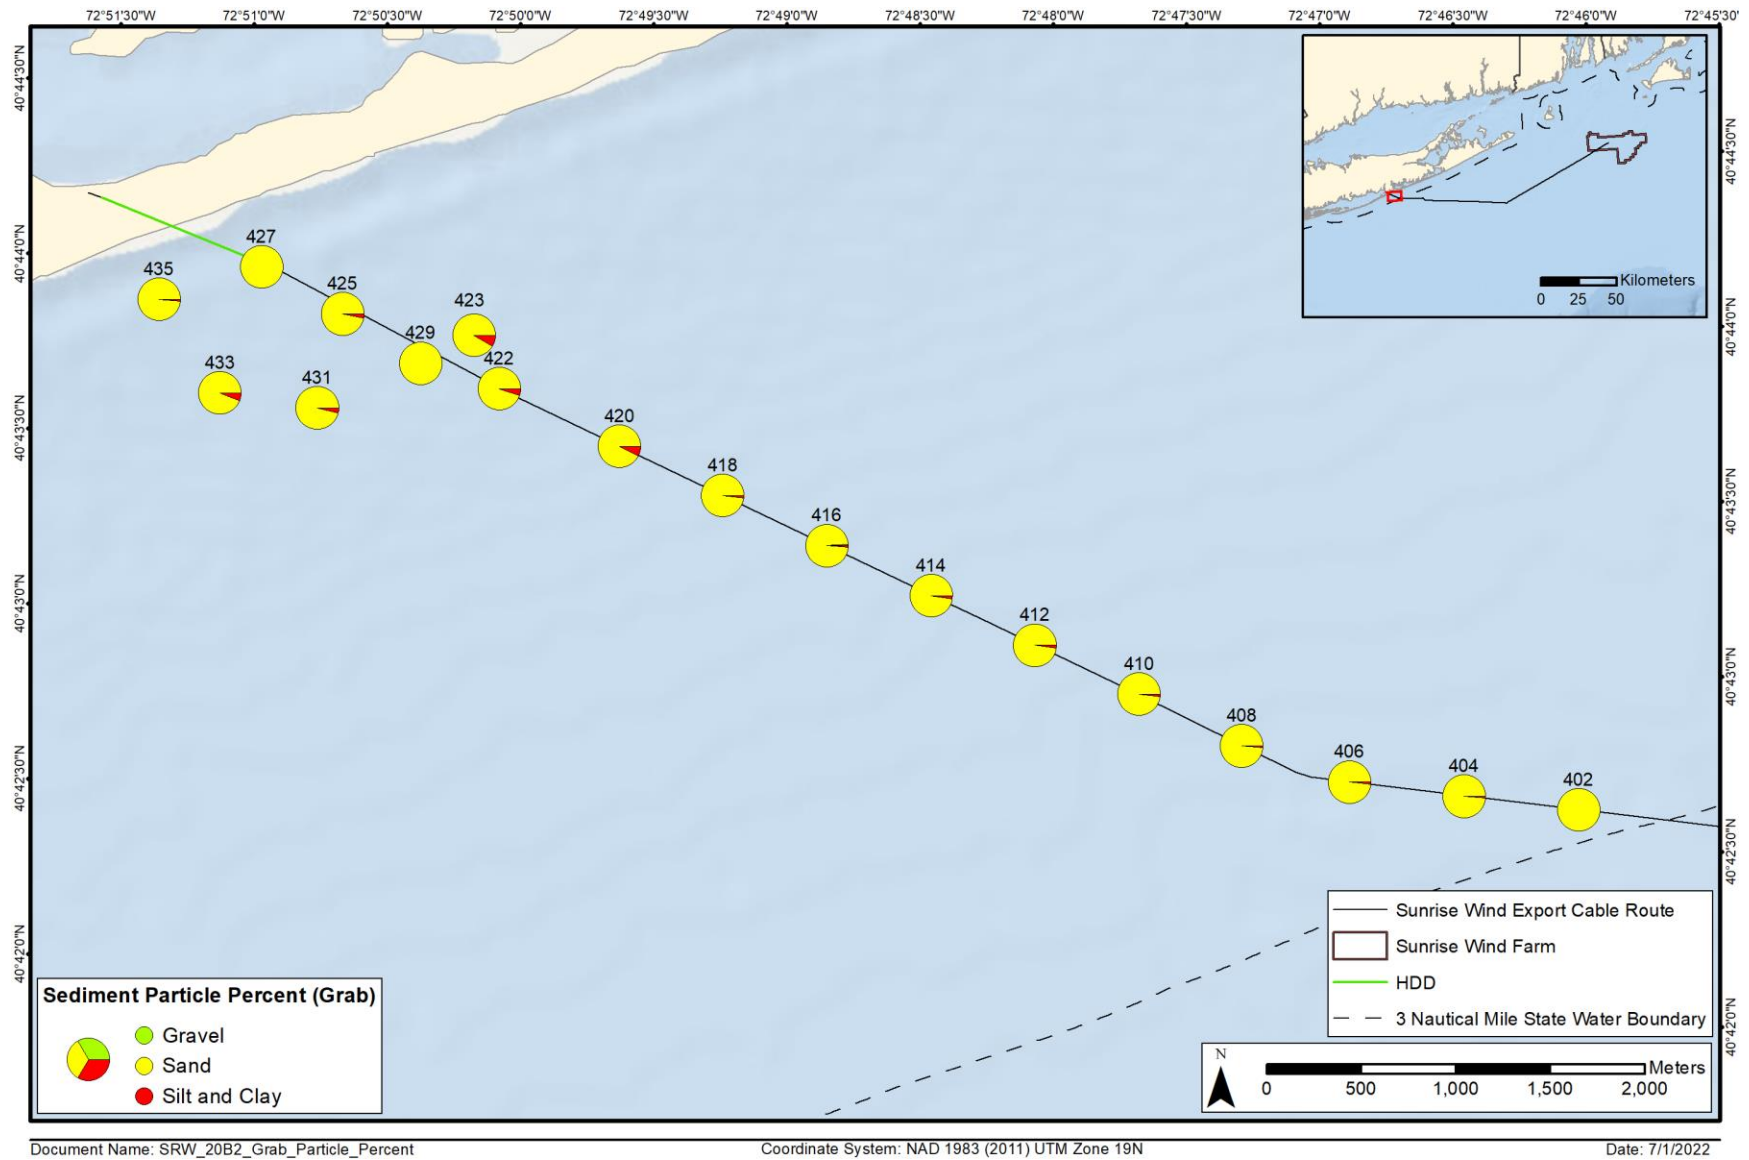 72°51'30"W 72°51'0"W 72°50'30"W 72°50'0"W 72°49'30"W 72°49'0"W 72°48'30"W 72°48'0"W 72°47'30"W 72°47'0"W 72°46'30"W 72°46'0"W 72°45'30"
40°44'30"N
40°44'0"N
40°43'30"N
40°43'0"N
40°42'30"N
40°42'0"N
40°44'30"N
40°44'0"N
40°43'30"N
40°43'0"N
40°42'30"N
40°42'0"N
Kilometers
0 25 50
427
435
425
423
429
422
433
431
420
418
416
414
412
410
408
406
404
402
Sunrise Wind Export Cable Route
Sunrise Wind Farm
HDD
3 Nautical Mile State Water Boundary
Sediment Particle Percent (Grab)
Gravel
Sand
Silt and Clay
N
Meters
0 500 1,000 1,500 2,000
Document Name: SRW_20B2_Grab_Particle_Percent
Coordinate System: NAD 1983 (2011) UTM Zone 19N
Date: 7/1/2022